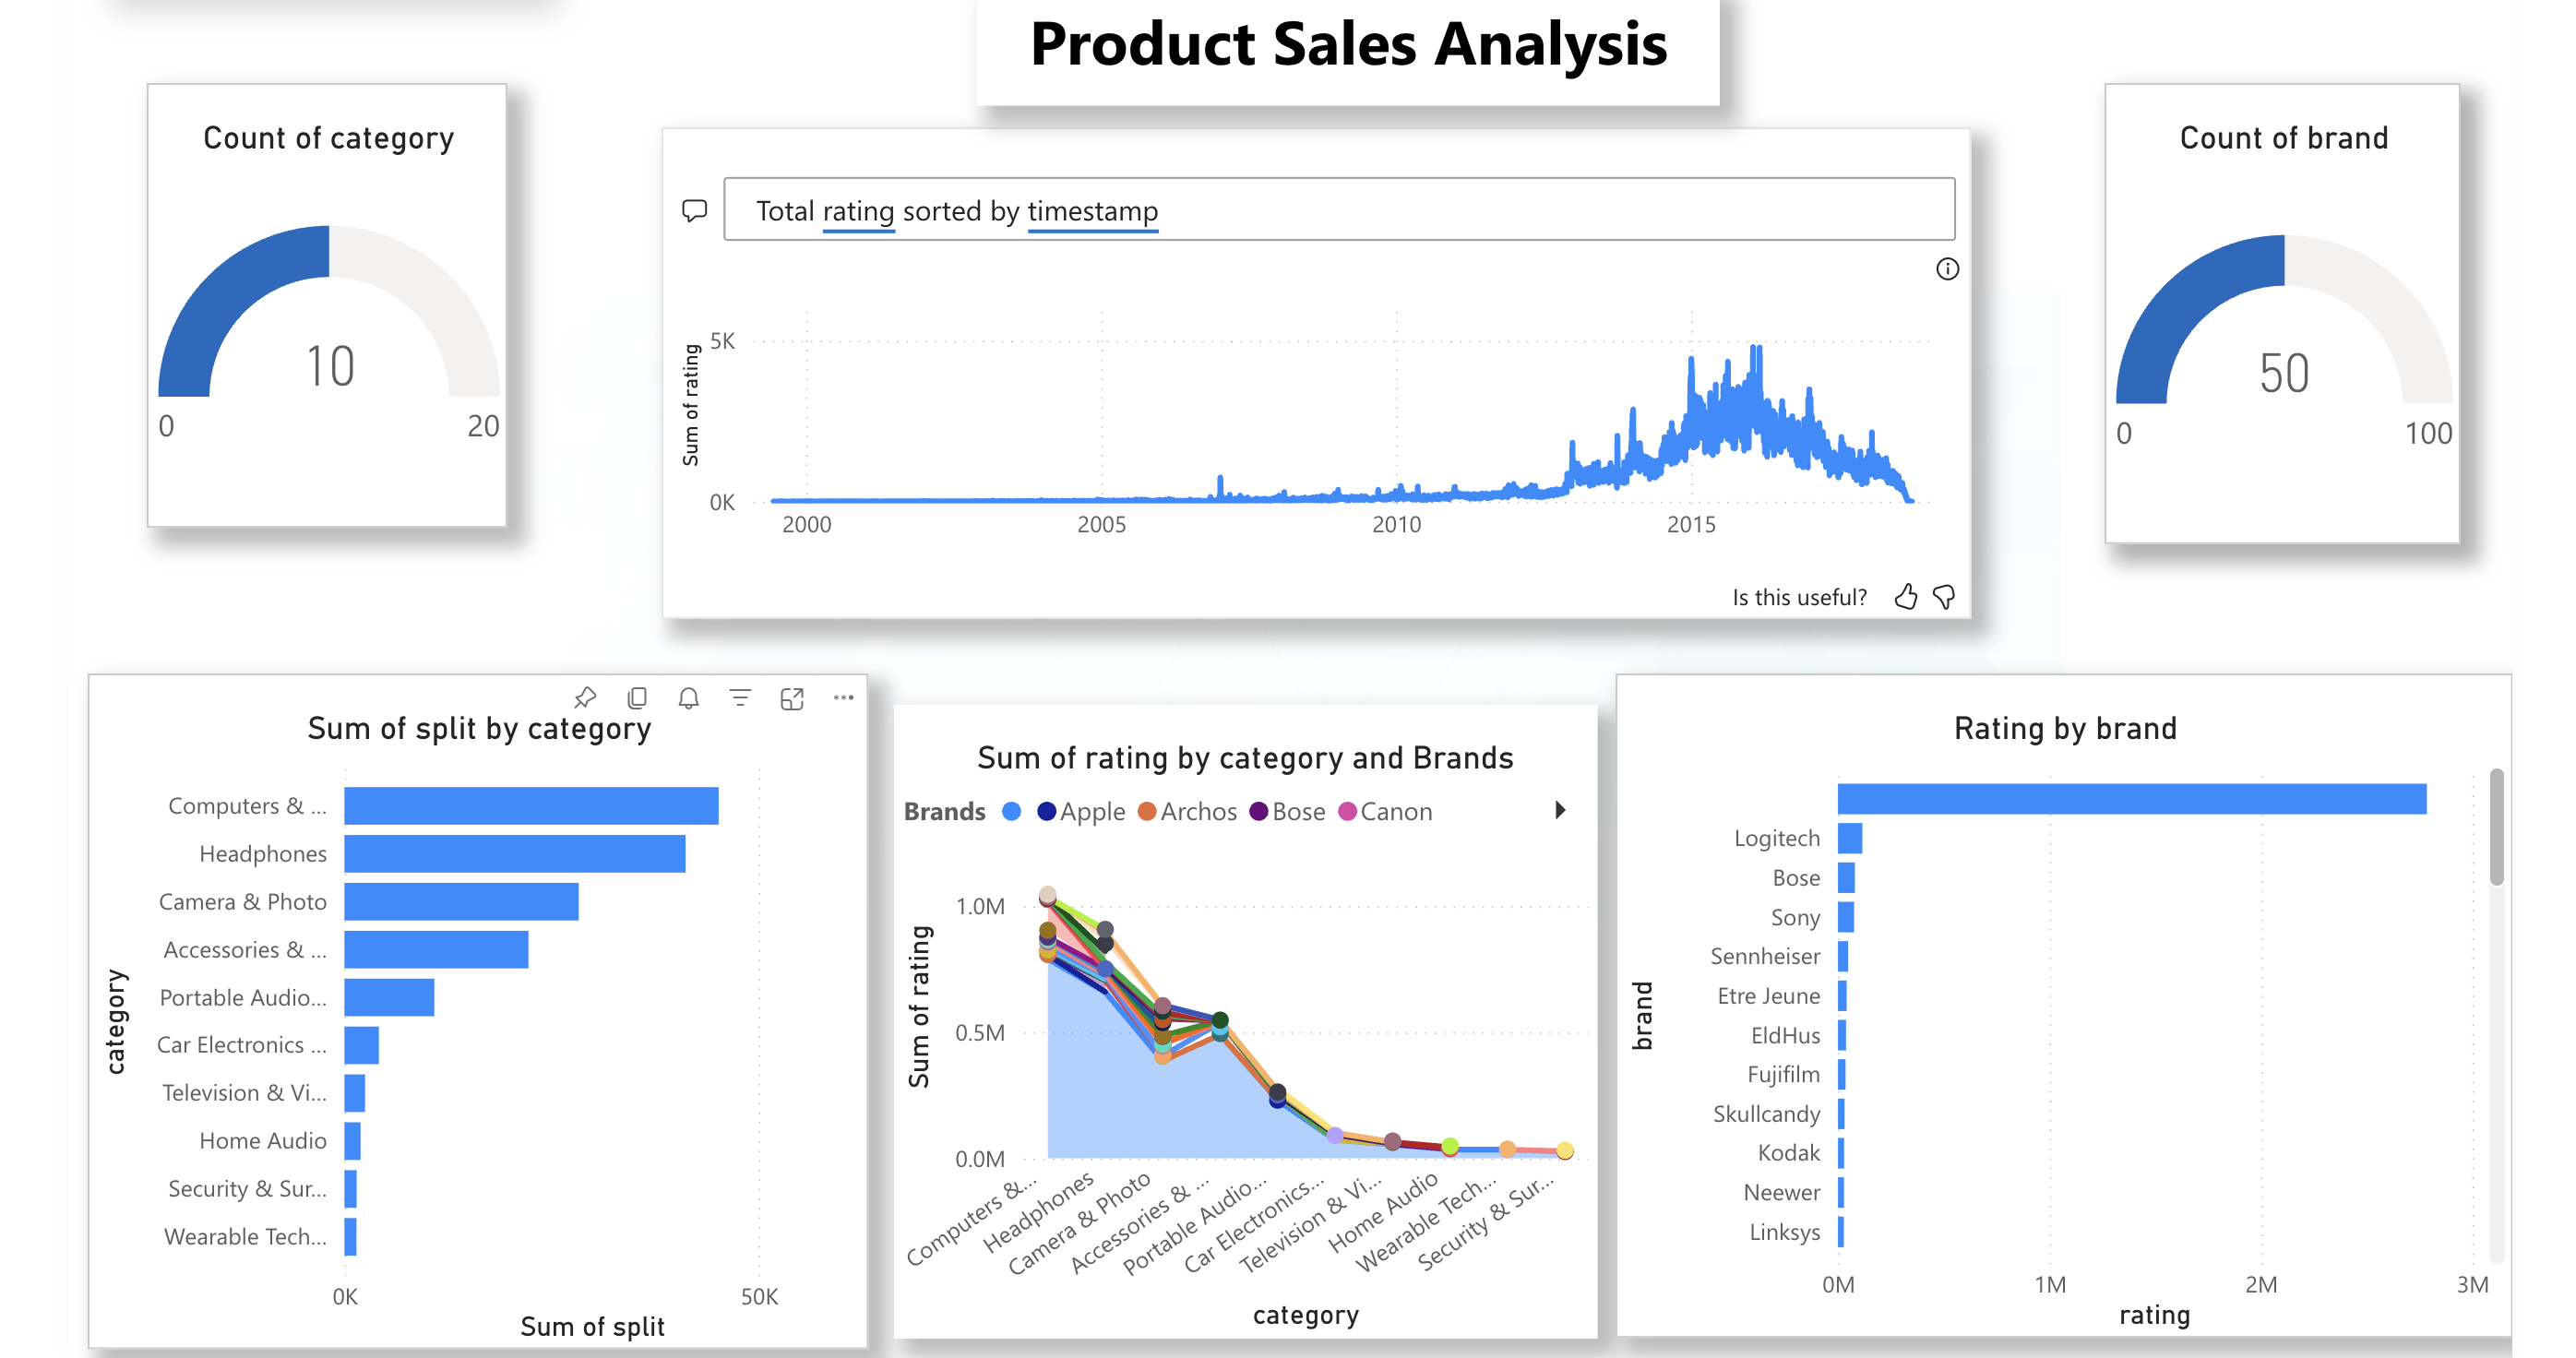 Product Sales Analysis
Count of category
10
0
20
Total rating sorted by timestamp
Sum of rating
5K
0K
2000
2005
2010
2015
Is this useful?
Count of brand
50
0
100
Sum of split by category
category
Computers & ...
Headphones
Camera & Photo
Accessories & ...
Portable Audio...
Car Electronics ...
Television & Vi...
Home Audio
Security & Sur...
Wearable Tech...
0K
50K
Sum of split
Sum of rating by category and Brands
Brands Apple Archos Bose Canon
Sum of rating
1.0M
0.5M
0.0M
Computers &...
Headphones
Camera & Photo
Accessories & ...
Portable Audio...
Car Electronics...
Television & Vi...
Home Audio
Wearable Tech...
Security & Sur...
category
Rating by brand
brand
Logitech
Bose
Sony
Sennheiser
Etre Jeune
EldHus
Fujifilm
Skullcandy
Kodak
Neewer
Linksys
0M
1M
2M
3M
rating